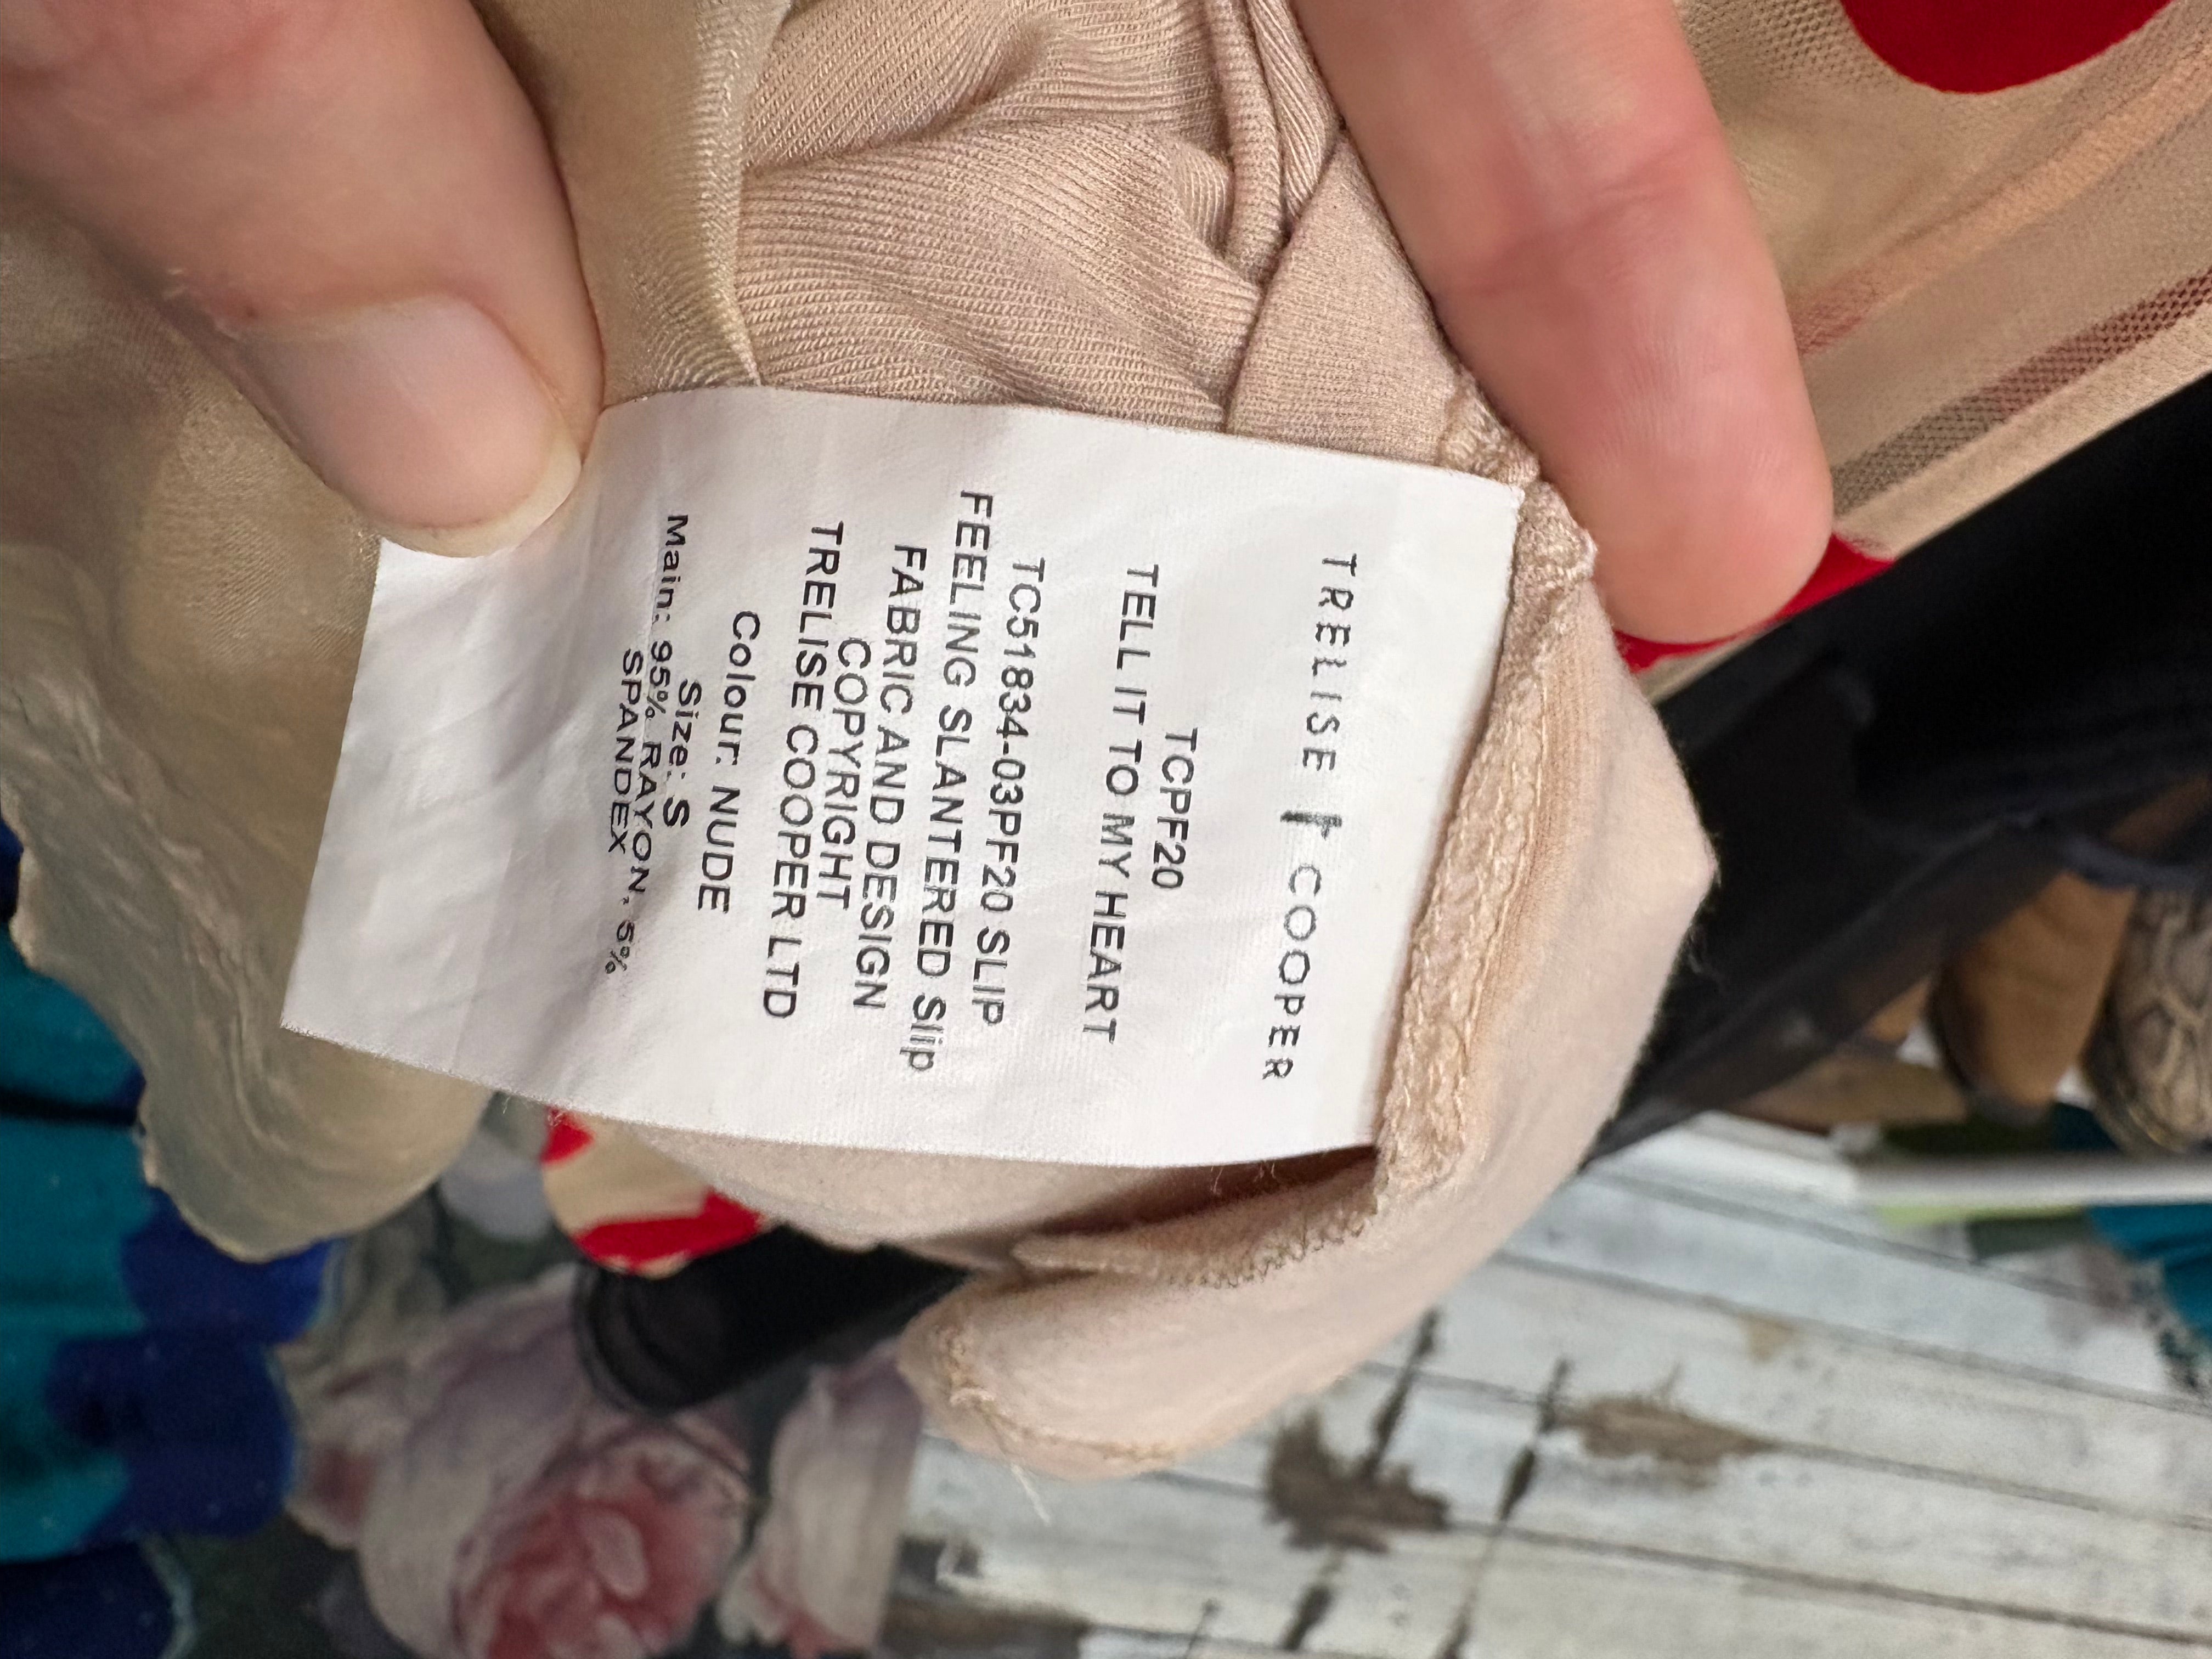 TRELISE COOPER
TCPF20
TELL IT TO MY HEART
TC51834-03PF20 SLIP
FEELING SLANTERED Slip
FABRIC AND DESIGN
COPYRIGHT
TRELISE COOPER LTD
Colour: NUDE
Size: S
Main: 95% RAYON, 5%
SPANDEX